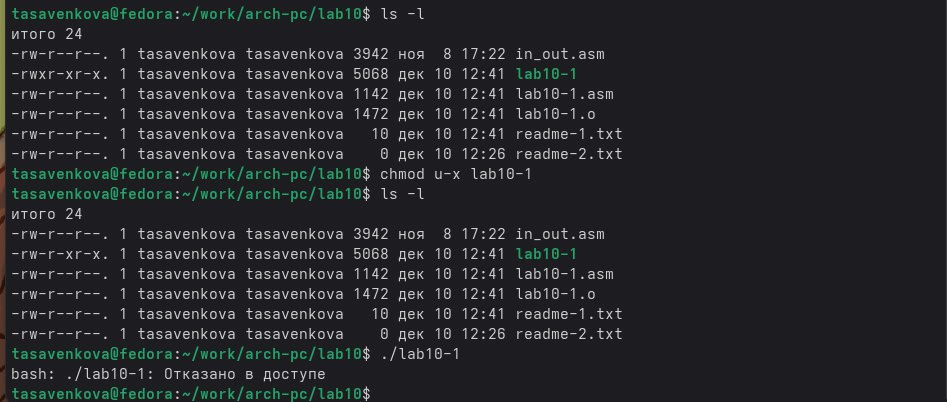 tasavenkova@fedora:~/work/arch-pc/lab10$ ls -l
итого 24
-rw-r--r--. 1 tasavenkova tasavenkova 3942 ноя  8 17:22 in_out.asm
-rwxr-xr-x. 1 tasavenkova tasavenkova 5068 дек 10 12:41 lab10-1
-rw-r--r--. 1 tasavenkova tasavenkova 1142 дек 10 12:41 lab10-1.asm
-rw-r--r--. 1 tasavenkova tasavenkova 1472 дек 10 12:41 lab10-1.o
-rw-r--r--. 1 tasavenkova tasavenkova   10 дек 10 12:41 readme-1.txt
-rw-r--r--. 1 tasavenkova tasavenkova    0 дек 10 12:26 readme-2.txt
tasavenkova@fedora:~/work/arch-pc/lab10$ chmod u-x lab10-1
tasavenkova@fedora:~/work/arch-pc/lab10$ ls -l
итого 24
-rw-r--r--. 1 tasavenkova tasavenkova 3942 ноя  8 17:22 in_out.asm
-rw-r-xr-x. 1 tasavenkova tasavenkova 5068 дек 10 12:41 lab10-1
-rw-r--r--. 1 tasavenkova tasavenkova 1142 дек 10 12:41 lab10-1.asm
-rw-r--r--. 1 tasavenkova tasavenkova 1472 дек 10 12:41 lab10-1.o
-rw-r--r--. 1 tasavenkova tasavenkova   10 дек 10 12:41 readme-1.txt
-rw-r--r--. 1 tasavenkova tasavenkova    0 дек 10 12:26 readme-2.txt
tasavenkova@fedora:~/work/arch-pc/lab10$ ./lab10-1
bash: ./lab10-1: Отказано в доступе
tasavenkova@fedora:~/work/arch-pc/lab10$